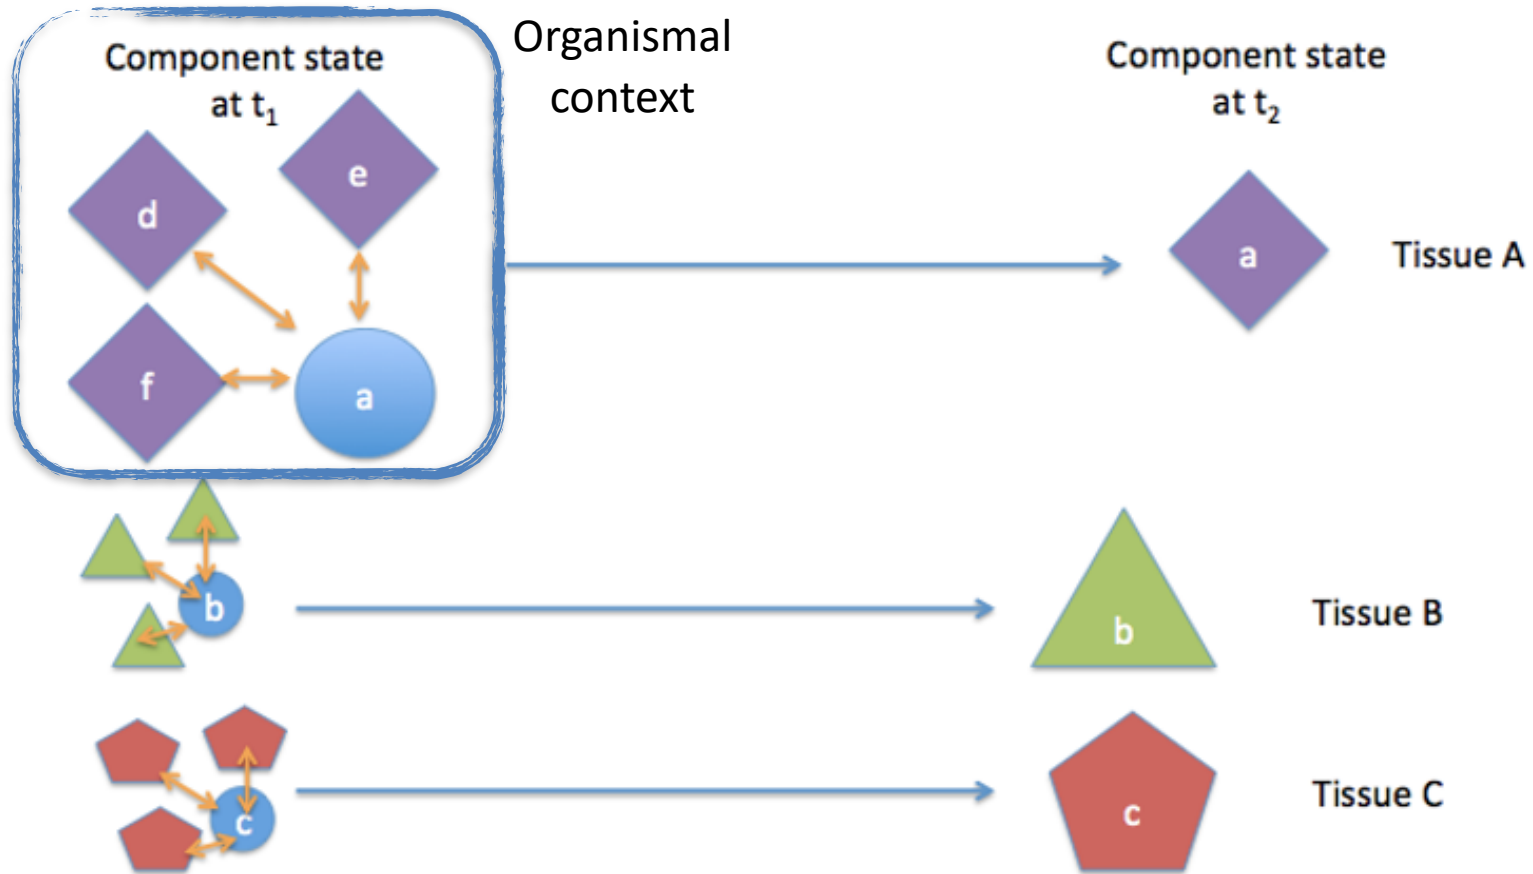 Organismal
context
Component state
at t₁
Component state
at t₂
d
e
f
a
a
Tissue A
b
b
Tissue B
c
c
Tissue C